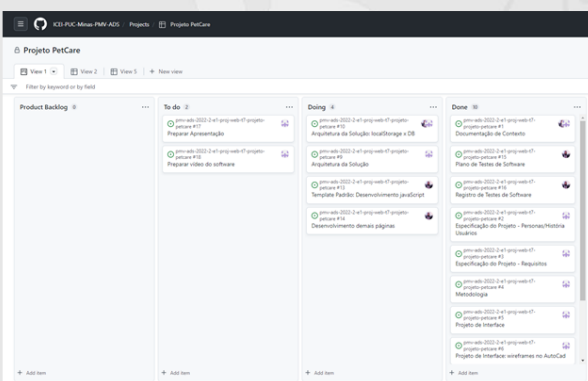 ICEI-PUC-Minas-PMV-ADS / Projects / Projeto PetCare
Projeto PetCare
View 1
View 2
View 5
+ New view
Filter by keyword or by field
Product Backlog 0
+ Add item
To do 2
pmv-ads-2022-2-e1-proj-web-t7-projeto-
petcare #17
Preparar Apresentação
pmv-ads-2022-2-e1-proj-web-t7-projeto-
petcare #18
Preparar vídeo do software
+ Add item
Doing 4
pmv-ads-2022-2-e1-proj-web-t7-projeto-
petcare #10
Arquitetura da Solução: localStorage x DB
pmv-ads-2022-2-e1-proj-web-t7-projeto-
petcare #9
Arquitetura da Solução
pmv-ads-2022-2-e1-proj-web-t7-projeto-
petcare #13
Template Padrão: Desenvolvimento javaScript
pmv-ads-2022-2-e1-proj-web-t7-projeto-
petcare #14
Desenvolvimento demais páginas
+ Add item
Done 10
pmv-ads-2022-2-e1-proj-web-t7-
projeto-petcare #1
Documentação de Contexto
pmv-ads-2022-2-e1-proj-web-t7-
projeto-petcare #15
Plano de Testes de Software
pmv-ads-2022-2-e1-proj-web-t7-
projeto-petcare #16
Registro de Testes de Software
pmv-ads-2022-2-e1-proj-web-t7-
projeto-petcare #2
Especificação do Projeto - Personas/História
Usuários
pmv-ads-2022-2-e1-proj-web-t7-
projeto-petcare #3
Especificação do Projeto - Requisitos
pmv-ads-2022-2-e1-proj-web-t7-
projeto-petcare #4
Metodologia
pmv-ads-2022-2-e1-proj-web-t7-
projeto-petcare #5
Projeto de Interface
pmv-ads-2022-2-e1-proj-web-t7-
projeto-petcare #6
Projeto de Interface: wireframes no AutoCad
+ Add item